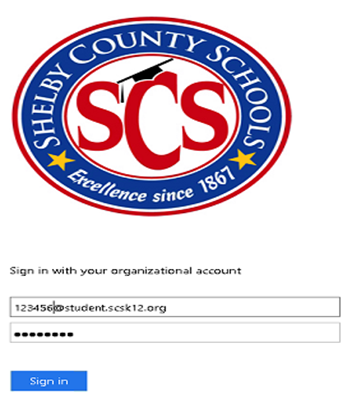 SHELBY COUNTY SCHOOLS
SCS
Excellence since 1867
Sign in with your organizational account
123456@student.scsk12.org
••••••••
Sign in